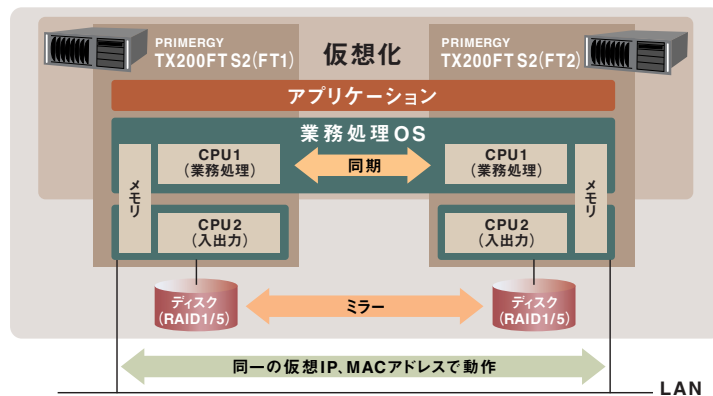 PRIMERGY
TX200FT S2(FT1)
仮想化
PRIMERGY
TX200FT S2(FT2)
アプリケーション
業務処理OS
CPU1
(業務処理)
同期
CPU1
(業務処理)
メモリ
メモリ
CPU2
(入出力)
CPU2
(入出力)
ディスク
(RAID1/5)
ミラー
ディスク
(RAID1/5)
同一の仮想IP、MACアドレスで動作
LAN